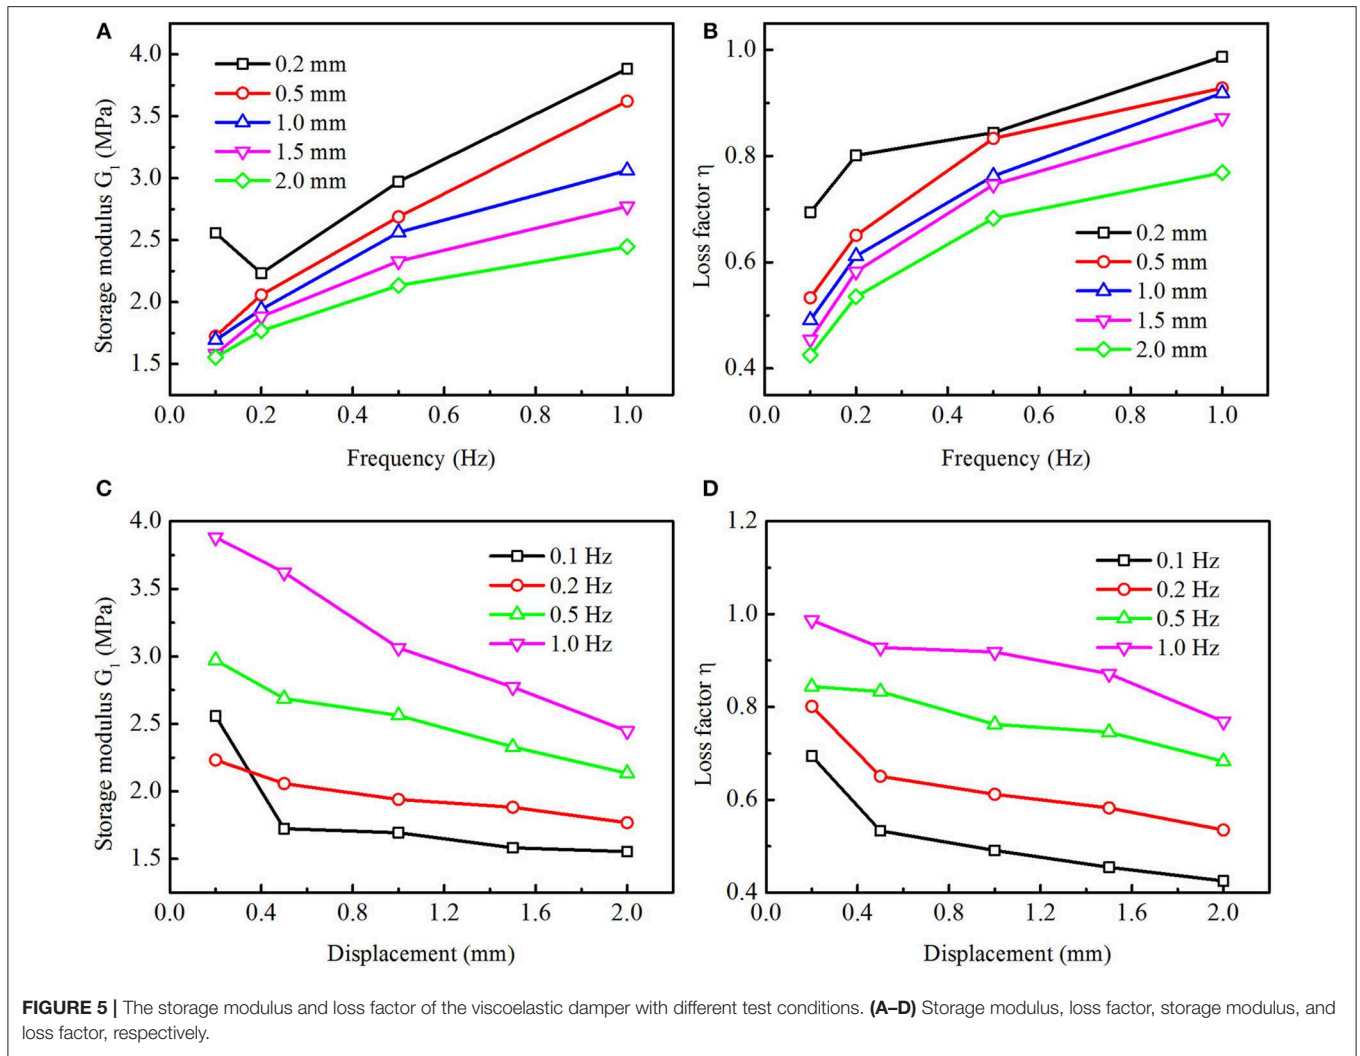 A
Storage modulus G1 (MPa)
4.0
3.5
3.0
2.5
2.0
1.5
0.2 mm
0.5 mm
1.0 mm
1.5 mm
2.0 mm
0.0 0.2 0.4 0.6 0.8 1.0
Frequency (Hz)
B
Loss factor η
1.0
0.8
0.6
0.4
0.2 mm
0.5 mm
1.0 mm
1.5 mm
2.0 mm
0.0 0.2 0.4 0.6 0.8 1.0
Frequency (Hz)
C
Storage modulus G1 (MPa)
4.0
3.5
3.0
2.5
2.0
1.5
0.1 Hz
0.2 Hz
0.5 Hz
1.0 Hz
0.0 0.4 0.8 1.2 1.6 2.0
Displacement (mm)
D
Loss factor η
1.2
1.0
0.8
0.6
0.4
0.1 Hz
0.2 Hz
0.5 Hz
1.0 Hz
0.0 0.4 0.8 1.2 1.6 2.0
Displacement (mm)
FIGURE 5 | The storage modulus and loss factor of the viscoelastic damper with different test conditions. (A–D) Storage modulus, loss factor, storage modulus, and
loss factor, respectively.